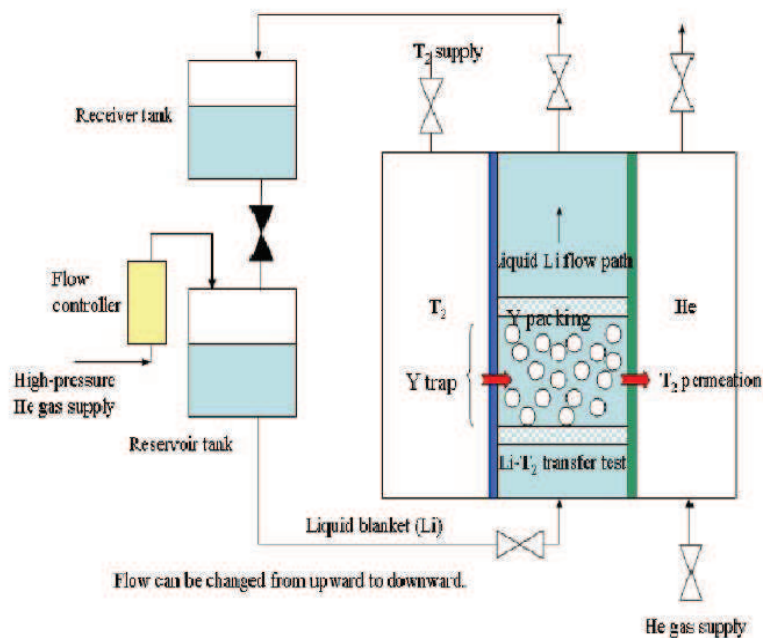 T2 supply
Receiver tank
Flow
controller
High-pressure
He gas supply
Reservoir tank
Liquid Li flow path
T2
He
Y packing
Y trap
T2 permeation
Li-T2 transfer test
Liquid blanket (Li)
Flow can be changed from upward to downward.
He gas supply